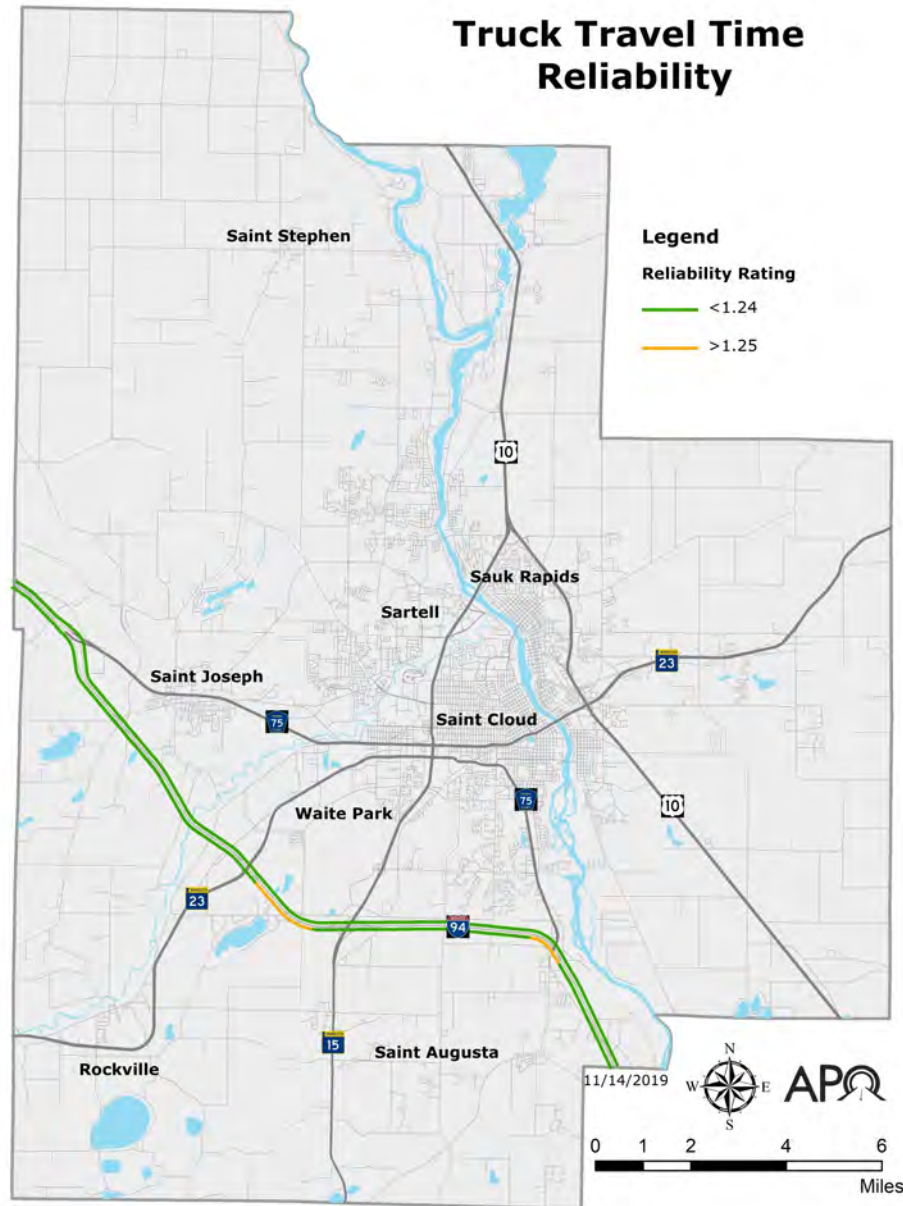 Truck Travel Time
Reliability
Saint Stephen
Legend
Reliability Rating
<1.24
>1.25
10
Sauk Rapids
Sartell
23
Saint Joseph
75
Saint Cloud
75
10
Waite Park
23
94
15
Saint Augusta
Rockville
11/14/2019
N
W
E
S
APO
0 1 2 4 6
Miles